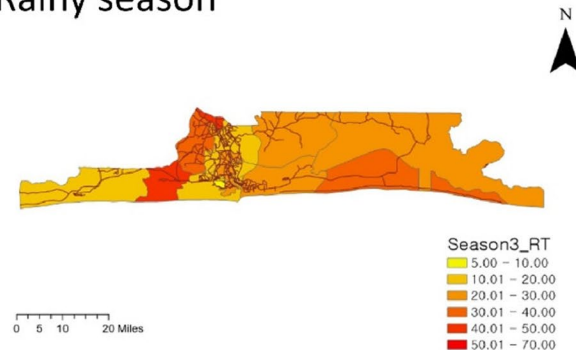 Rainy season
N
Season3_RT
5.00 - 10.00
10.01 - 20.00
20.01 - 30.00
30.01 - 40.00
40.01 - 50.00
50.01 - 70.00
0 5 10 20 Miles